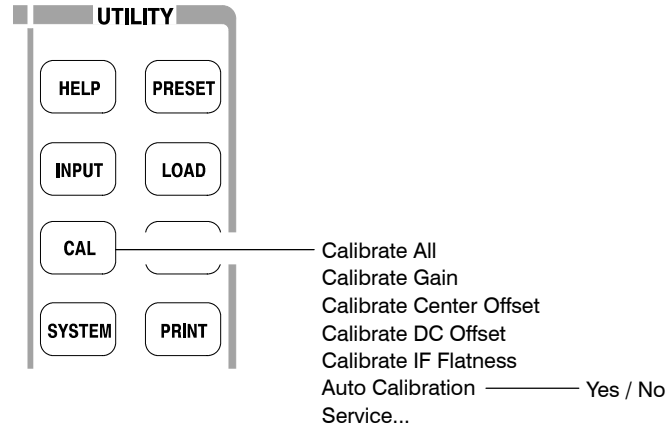 UTILITY
HELP
PRESET
INPUT
LOAD
CAL
SYSTEM
PRINT
Calibrate All
Calibrate Gain
Calibrate Center Offset
Calibrate DC Offset
Calibrate IF Flatness
Auto Calibration
Yes / No
Service...